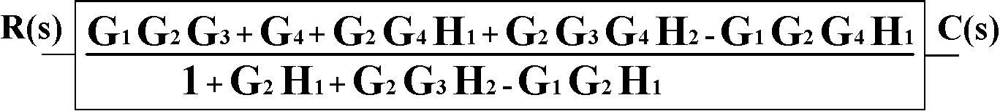 R(s) G1 G2 G3 + G4 + G2 G4 H1 + G2 G3 G4 H2 - G1 G2 G4 H1 C(s)
1 + G2 H1 + G2 G3 H2 - G1 G2 H1